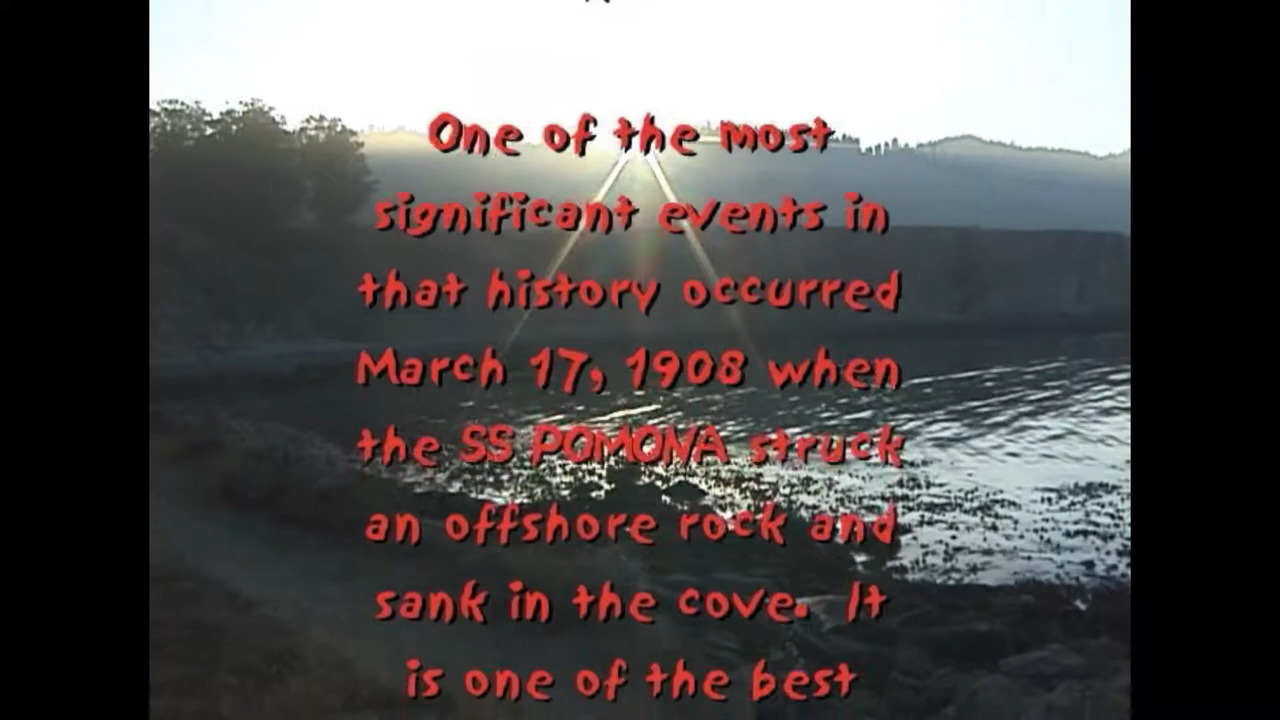 One of the most
significant events in
that history occurred
March 17, 1908 when
the SS POMONA struck
an offshore rock and
sank in the cove. It
is one of the best